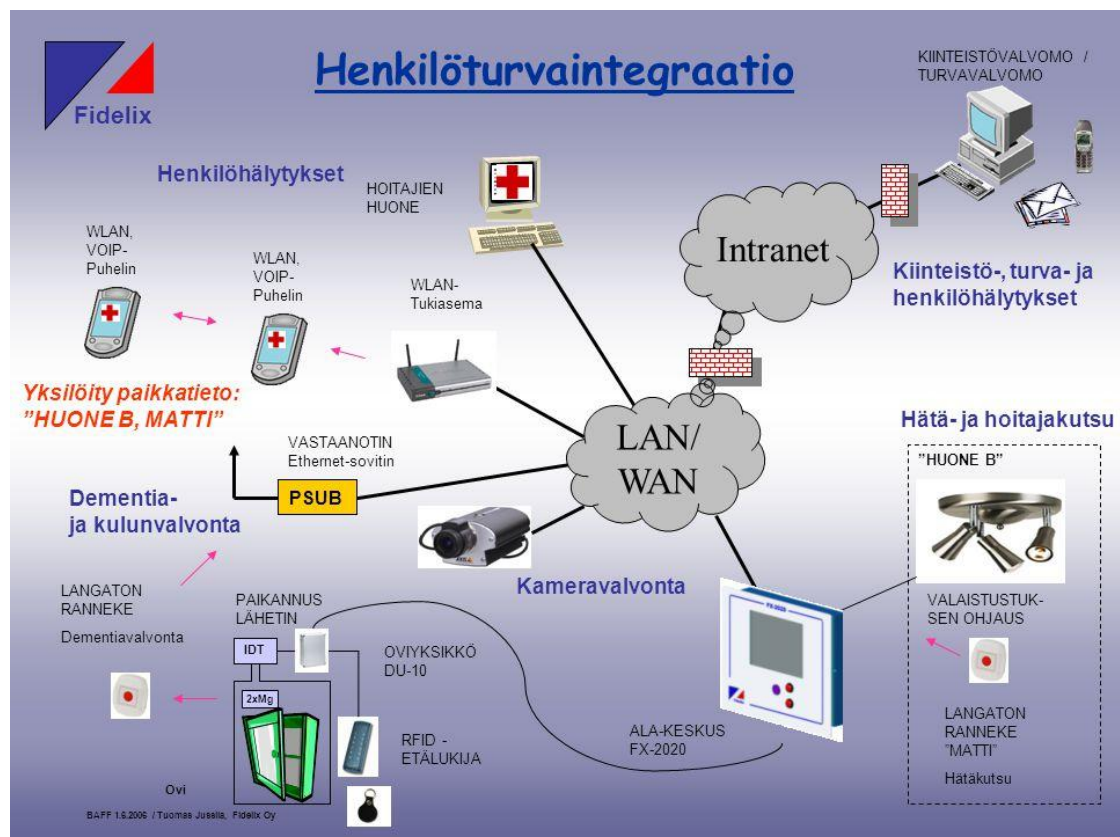 Henkilöturvaintegraatio
Fidelix
KIINTEISTÖVALVOMO /
TURVAVALVOMO
Henkilöhälytykset
HOITAJIEN
HUONE
WLAN,
VOIP-
Puhelin
WLAN,
VOIP-
Puhelin
WLAN-
Tukiasema
Intranet
Kiinteistö-, turva- ja
henkilöhälytykset
Yksilöity paikkatieto:
"HUONE B, MATTI"
LAN/
WAN
Hätä- ja hoitajakutsu
"HUONE B"
VASTAANOTIN
Ethernet-sovitin
PSUB
Dementia-
ja kulunvalvonta
Kameravalvonta
LANGATON
RANNEKE
Dementiavalvonta
PAIKANNUS
LÄHETIN
IDT
2xMg
OVIYKSIKKÖ
DU-10
FX-2020
VALAISTUSTUK-
SEN OHJAUS
RFID -
ETÄLUKIJA
ALA-KESKUS
FX-2020
LANGATON
RANNEKE
"MATTI"
Hätäkutsu
Ovi
BAFF 1.6.2006 / Tuomas Jussila, Fidelix Oy